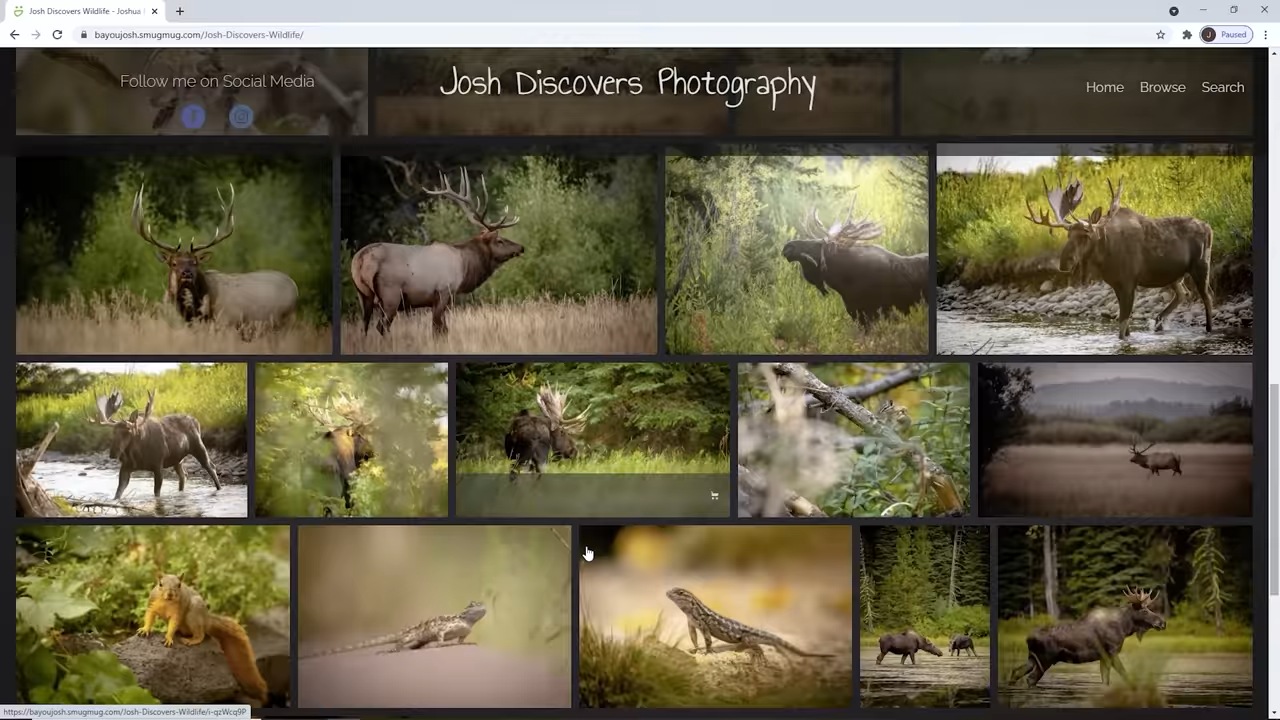 Josh Discovers Wildlife - Joshua
bayoujosh.smugmug.com/Josh-Discovers-Wildlife/
J
Paused
Follow me on Social Media
Josh Discovers Photography
Home
Browse
Search
https://bayoujosh.smugmug.com/Josh-Discovers-Wildlife/i-qzWcq9P